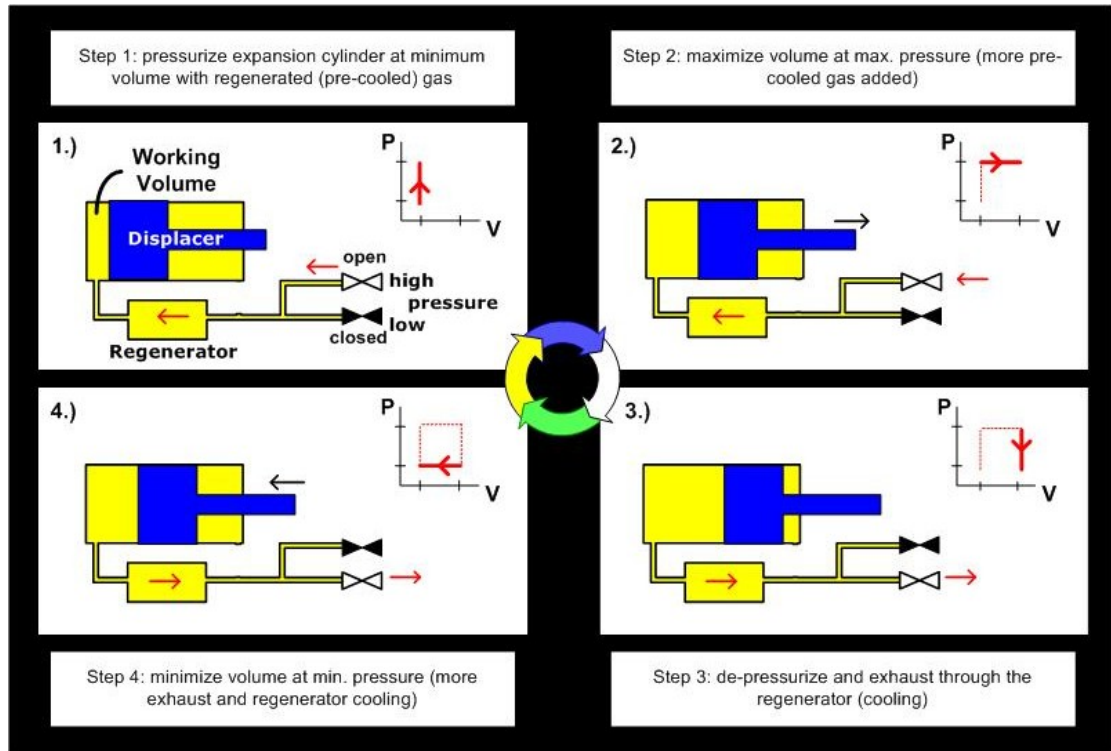 Step 1: pressurize expansion cylinder at minimum
volume with regenerated (pre-cooled) gas
Step 2: maximize volume at max. pressure (more pre-
cooled gas added)
1.)
Working
Volume
P
V
Displacer
open
high
pressure
low
closed
Regenerator
2.)
P
V
4.)
P
V
3.)
P
V
Step 4: minimize volume at min. pressure (more
exhaust and regenerator cooling)
Step 3: de-pressurize and exhaust through the
regenerator (cooling)